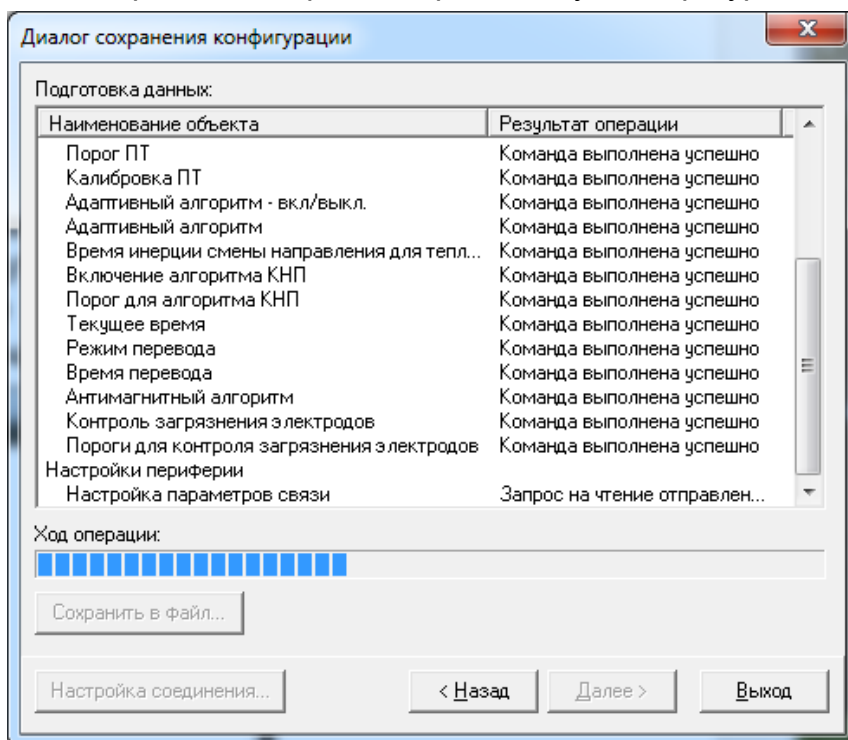 Диалог сохранения конфигурации
Подготовка данных:
Наименование объекта Результат операции
Порог ПТ Команда выполнена успешно
Калибровка ПТ Команда выполнена успешно
Адаптивный алгоритм - вкл/выкл. Команда выполнена успешно
Адаптивный алгоритм Команда выполнена успешно
Время инерции смены направления для тепл... Команда выполнена успешно
Включение алгоритма КНП Команда выполнена успешно
Порог для алгоритма КНП Команда выполнена успешно
Текущее время Команда выполнена успешно
Режим перевода Команда выполнена успешно
Время перевода Команда выполнена успешно
Антимагнитный алгоритм Команда выполнена успешно
Контроль загрязнения электродов Команда выполнена успешно
Пороги для контроля загрязнения электродов Команда выполнена успешно
Настройки периферии
Настройка параметров связи Запрос на чтение отправлен...
Ход операции:
Сохранить в файл...
Настройка соединения... < Назад Далее > Выход